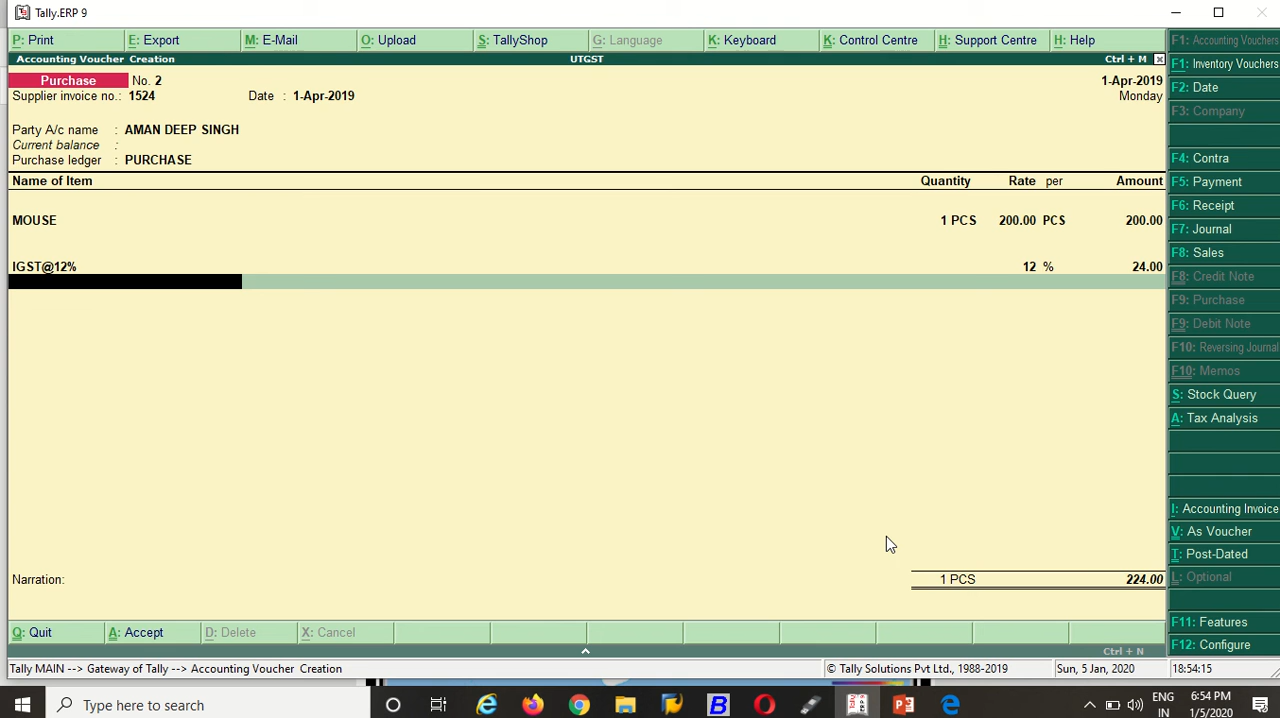 Tally.ERP 9
P: Print E: Export M: E-Mail O: Upload S: TallyShop G: Language K: Keyboard K: Control Centre H: Support Centre H: Help
Accounting Voucher Creation UTGST Ctrl + M
Purchase No. 2 1-Apr-2019
Supplier invoice no.: 1524 Date : 1-Apr-2019 Monday
Party A/c name : AMAN DEEP SINGH
Current balance :
Purchase ledger : PURCHASE
Name of Item Quantity Rate per Amount
MOUSE 1 PCS 200.00 PCS 200.00
IGST@12% 12 % 24.00
Narration: 1 PCS 224.00
Q: Quit A: Accept D: Delete X: Cancel
Ctrl + N
F1: Accounting Vouchers
F1: Inventory Vouchers
F2: Date
F3: Company
F4: Contra
F5: Payment
F6: Receipt
F7: Journal
F8: Sales
F8: Credit Note
F9: Purchase
F9: Debit Note
F10: Reversing Journal
F10: Memos
S: Stock Query
A: Tax Analysis
I: Accounting Invoice
V: As Voucher
T: Post-Dated
L: Optional
F11: Features
F12: Configure
Tally MAIN --> Gateway of Tally --> Accounting Voucher Creation © Tally Solutions Pvt Ltd., 1988-2019 Sun, 5 Jan, 2020 18:54:15
Type here to search ENG 6:54 PM
IN 1/5/2020